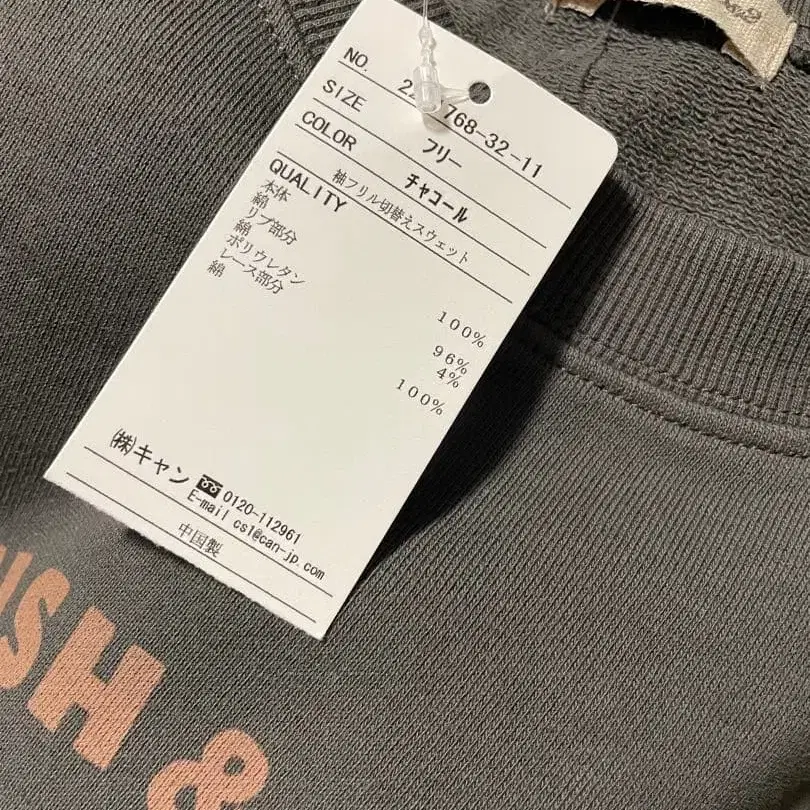 NO. 22 768-32-11
SIZE フリー
COLOR チャコール
QUALITY 袖フリル切替えスウェット
本体
綿 100%
リブ部分
綿 96%
ポリウレタン 4%
レース部分
綿 100%
㈱キャン 0120-112961
E-mail cs1@can-jp.com
中国製
SH &